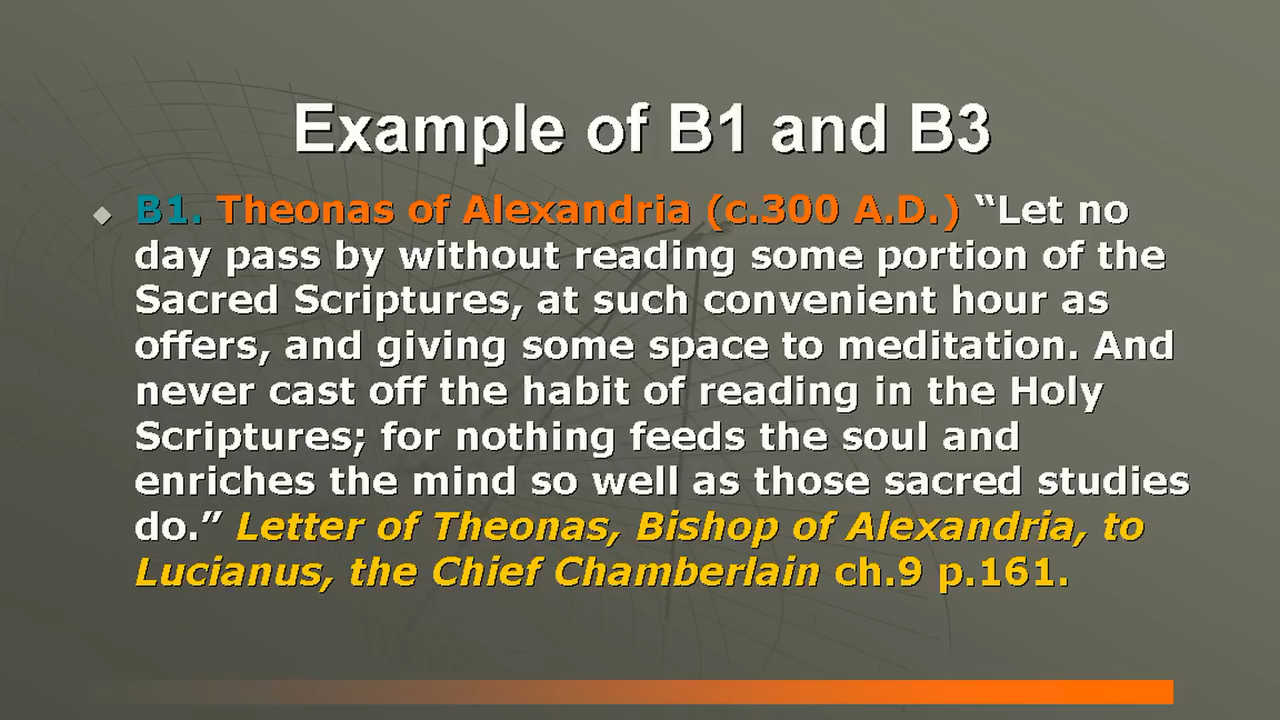 Example of B1 and B3
B1. Theonas of Alexandria (c.300 A.D.) “Let no
day pass by without reading some portion of the
Sacred Scriptures, at such convenient hour as
offers, and giving some space to meditation. And
never cast off the habit of reading in the Holy
Scriptures; for nothing feeds the soul and
enriches the mind so well as those sacred studies
do.” Letter of Theonas, Bishop of Alexandria, to
Lucianus, the Chief Chamberlain ch.9 p.161.